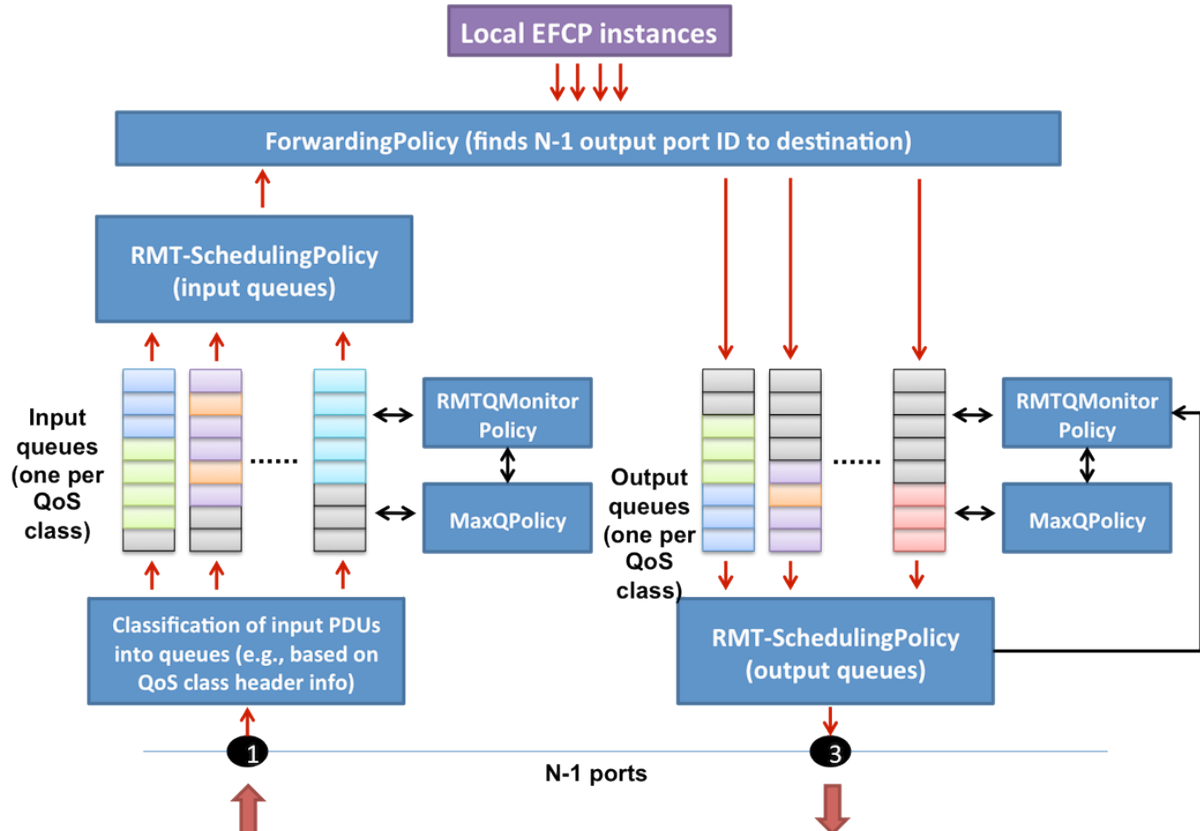 Local EFCP instances
ForwardingPolicy (finds N-1 output port ID to destination)
RMT-SchedulingPolicy
(input queues)
Input
queues
(one per
QoS
class)
........
RMTQMonitor
Policy
MaxQPolicy
Output
queues
(one per
QoS
class)
........
RMTQMonitor
Policy
MaxQPolicy
Classification of input PDUs
into queues (e.g., based on
QoS class header info)
RMT-SchedulingPolicy
(output queues)
1
3
N-1 ports